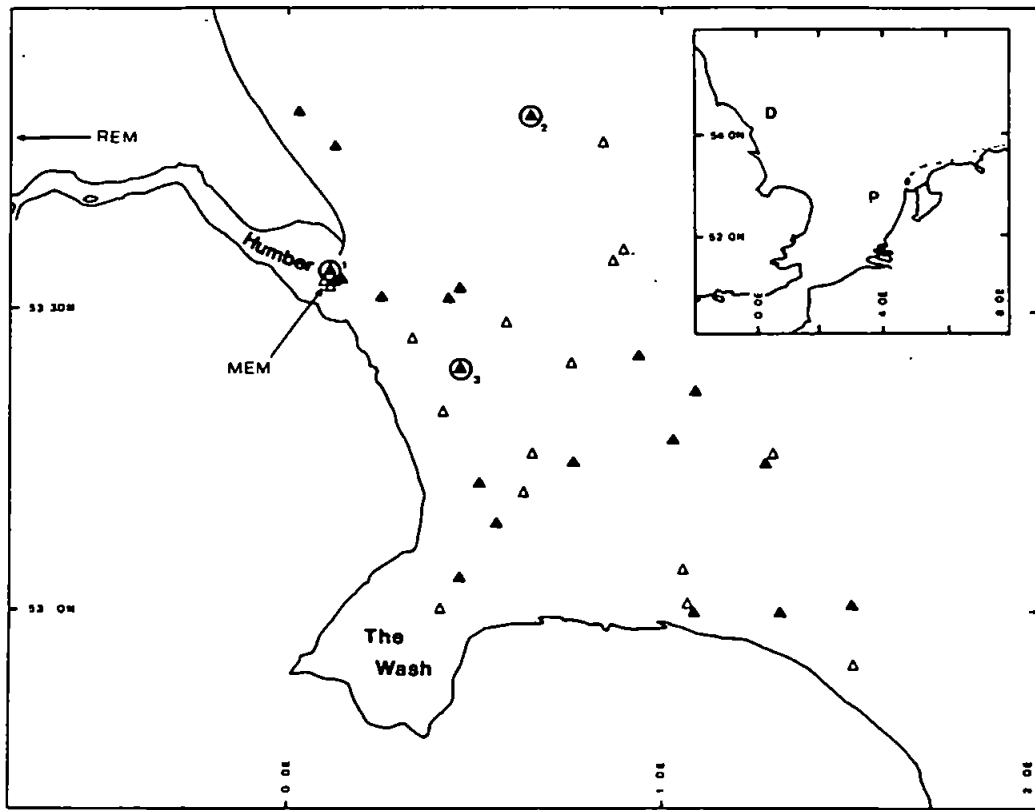 D
54 0N
REM
2
P
52 0N
Humber
1
53 30N
0 0E
4 0E
8 0E
MEM
3
53 0N
The
Wash
0 0E
1 0E
2 0E